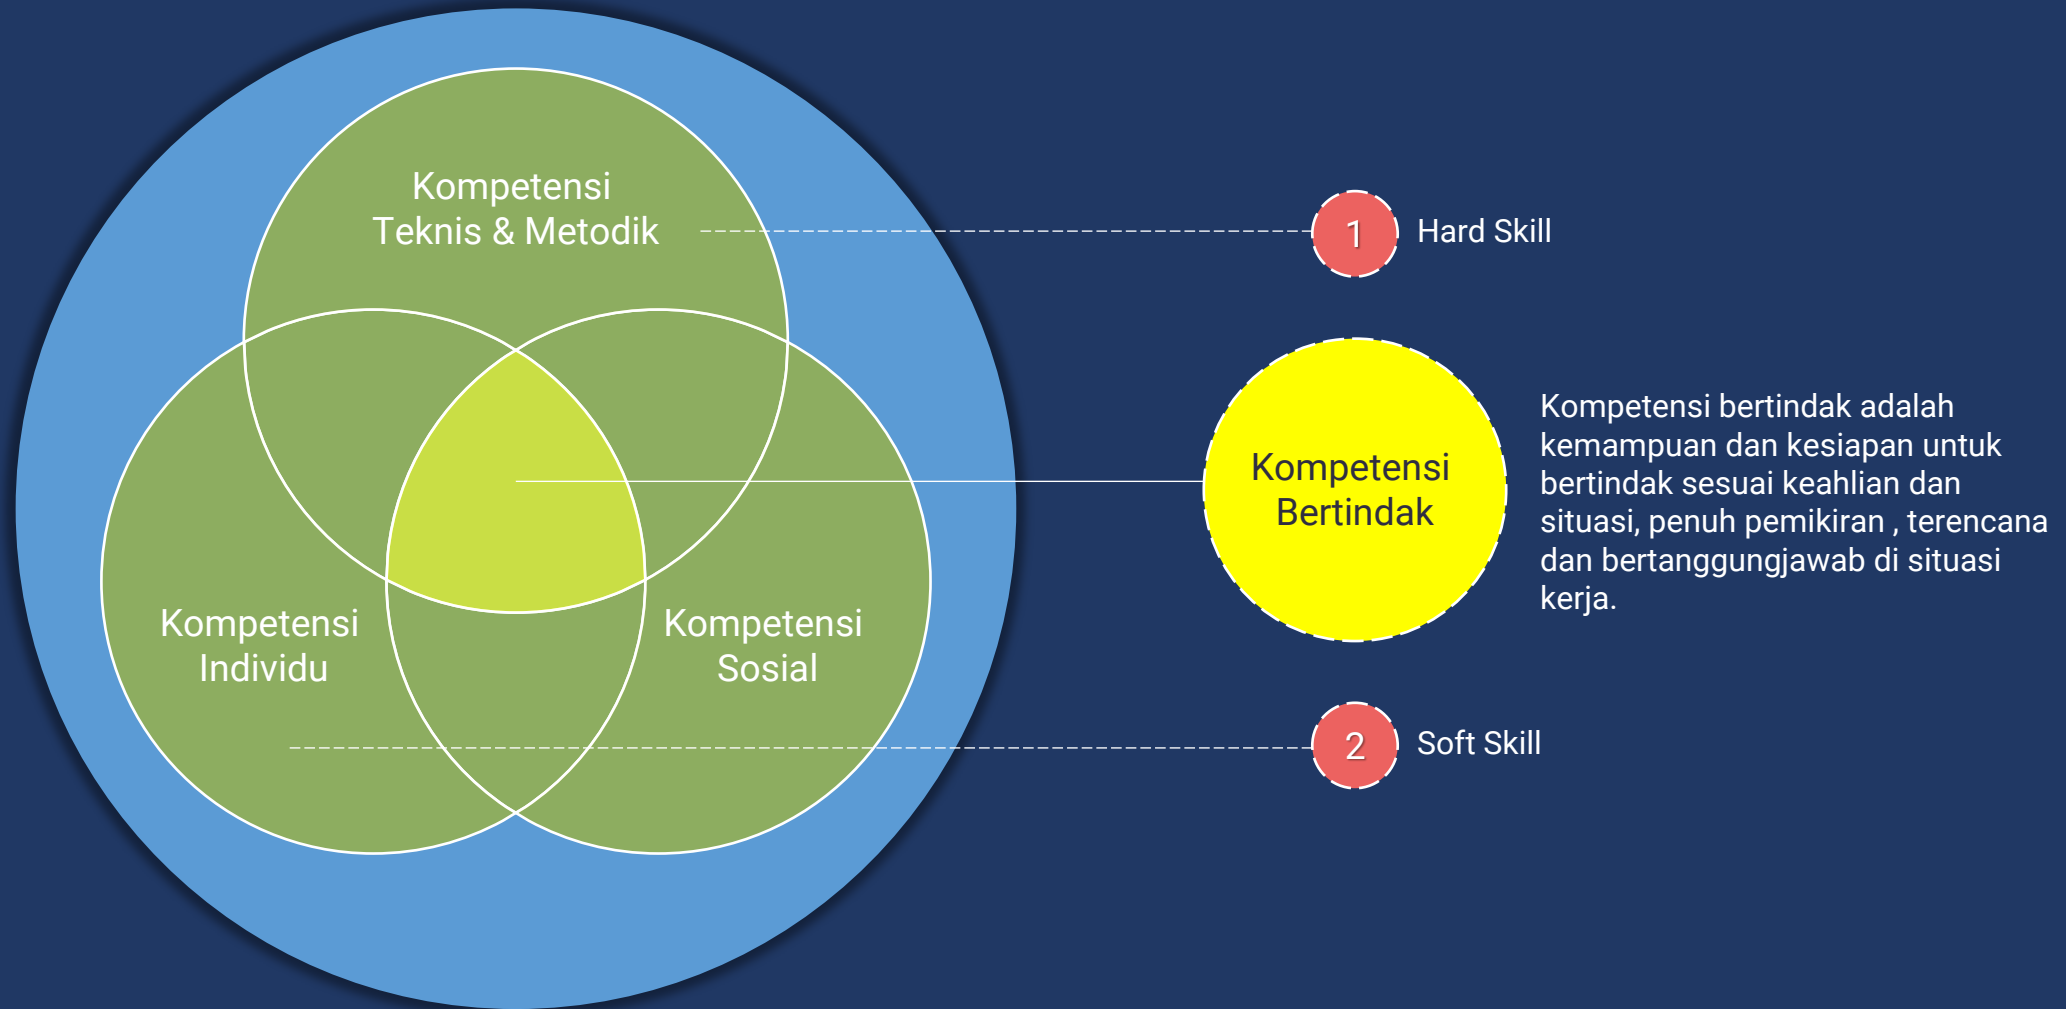 Kompetensi
Teknis & Metodik
1
Hard Skill
Kompetensi
Bertindak
Kompetensi bertindak adalah
kemampuan dan kesiapan untuk
bertindak sesuai keahlian dan
situasi, penuh pemikiran , terencana
dan bertanggungjawab di situasi
kerja.
Kompetensi
Individu
Kompetensi
Sosial
2
Soft Skill